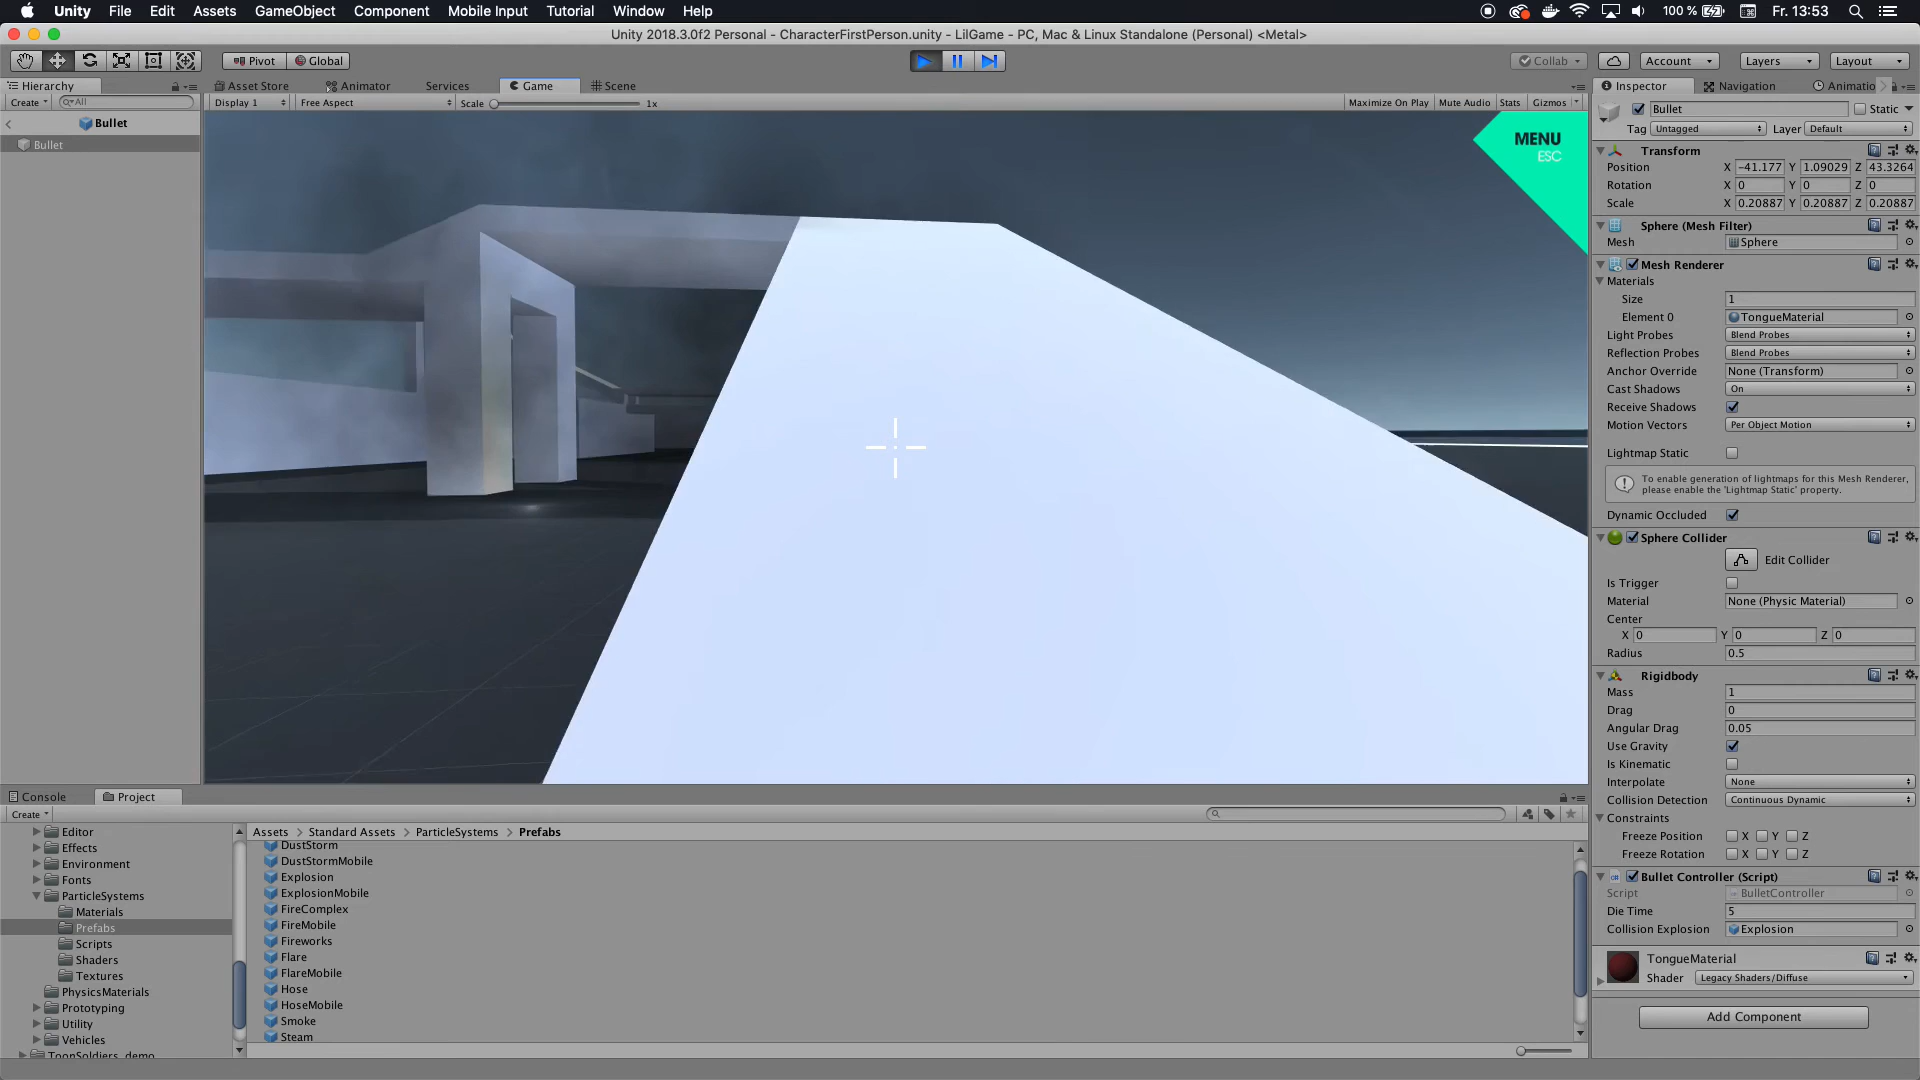 Unity File Edit Assets GameObject Component Mobile Input Tutorial Window Help 100 % Fr. 13:53
Unity 2018.3.0f2 Personal - CharacterFirstPerson.unity - LilGame - PC, Mac & Linux Standalone (Personal) <Metal>
Pivot Global Collab Account Layers Layout
Hierarchy Asset Store Animator Services Game Scene Inspector Navigation Animatio
Create All Display 1 Free Aspect Scale 1x Maximize On Play Mute Audio Stats Gizmos
Bullet
Bullet
MENU
ESC
Bullet Static
Tag Untagged Layer Default
Transform
Position X -41.177 Y 1.09029 Z 43.3264
Rotation X 0 Y 0 Z 0
Scale X 0.20887 Y 0.20887 Z 0.20887
Sphere (Mesh Filter)
Mesh Sphere
Mesh Renderer
Materials
Size 1
Element 0 TongueMaterial
Light Probes Blend Probes
Reflection Probes Blend Probes
Anchor Override None (Transform)
Cast Shadows On
Receive Shadows
Motion Vectors Per Object Motion
Lightmap Static
To enable generation of lightmaps for this Mesh Renderer,
please enable the 'Lightmap Static' property.
Dynamic Occluded
Sphere Collider
Edit Collider
Is Trigger
Material None (Physic Material)
Center
X 0 Y 0 Z 0
Radius 0.5
Rigidbody
Mass 1
Drag 0
Angular Drag 0.05
Use Gravity
Is Kinematic
Interpolate None
Collision Detection Continuous Dynamic
Constraints
Freeze Position X Y Z
Freeze Rotation X Y Z
Bullet Controller (Script)
Script BulletController
Die Time 5
Collision Explosion Explosion
TongueMaterial
Shader Legacy Shaders/Diffuse
Add Component
Console Project
Create
Editor
Effects
Environment
Fonts
ParticleSystems
Materials
Prefabs
Scripts
Shaders
Textures
PhysicsMaterials
Prototyping
Utility
Vehicles
ToonSoldiers_demo
Assets > Standard Assets > ParticleSystems > Prefabs
DustStorm
DustStormMobile
Explosion
ExplosionMobile
FireComplex
FireMobile
Fireworks
Flare
FlareMobile
Hose
HoseMobile
Smoke
Steam